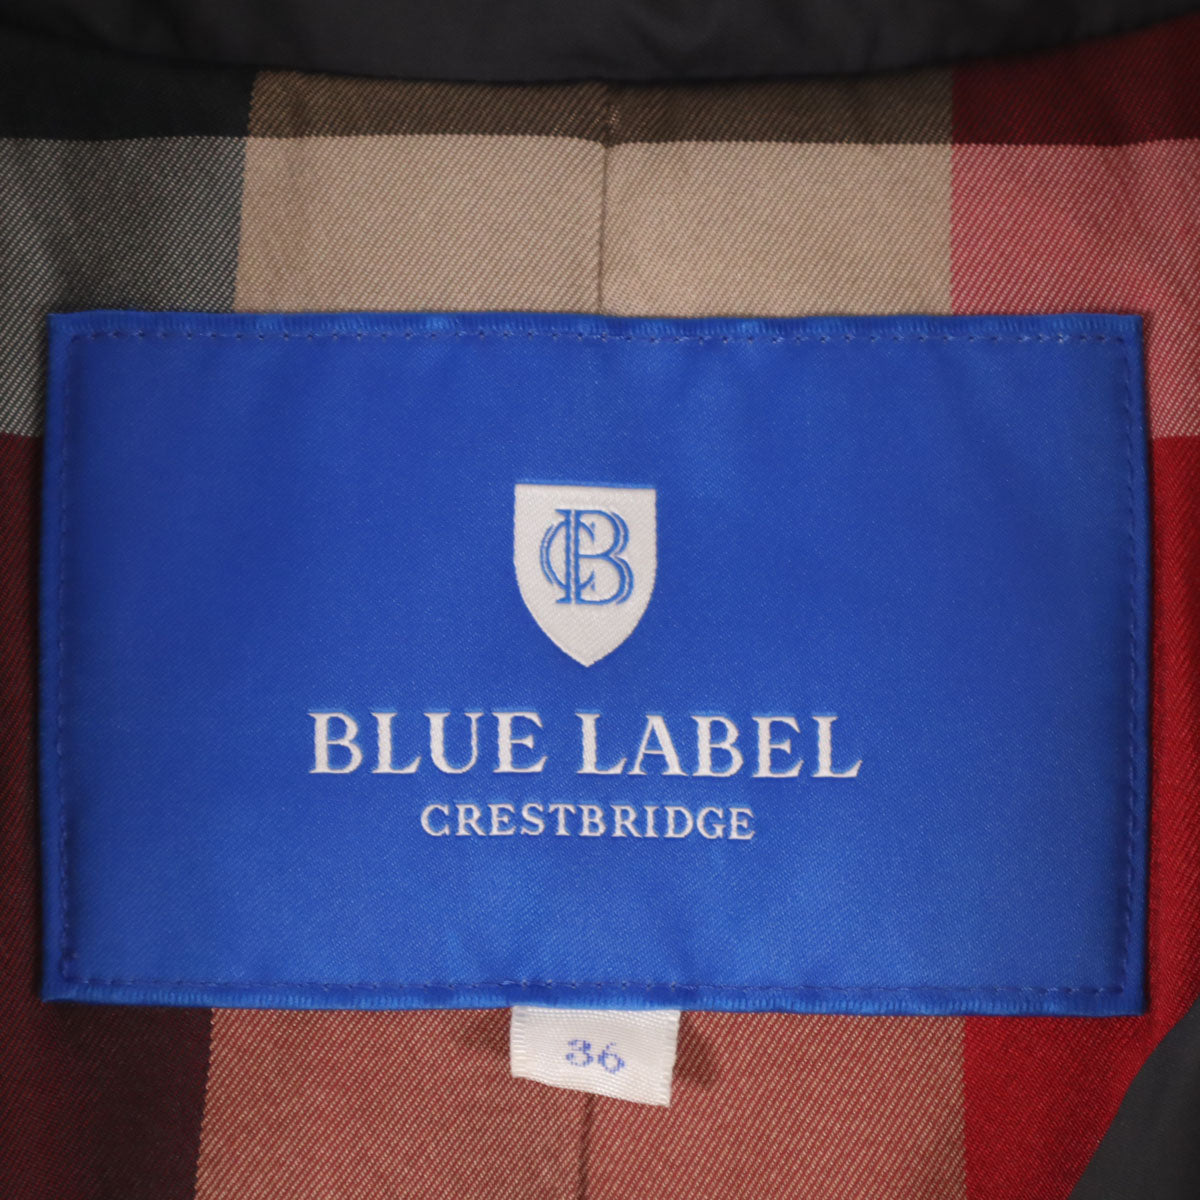 CB
BLUE LABEL
CRESTBRIDGE
36